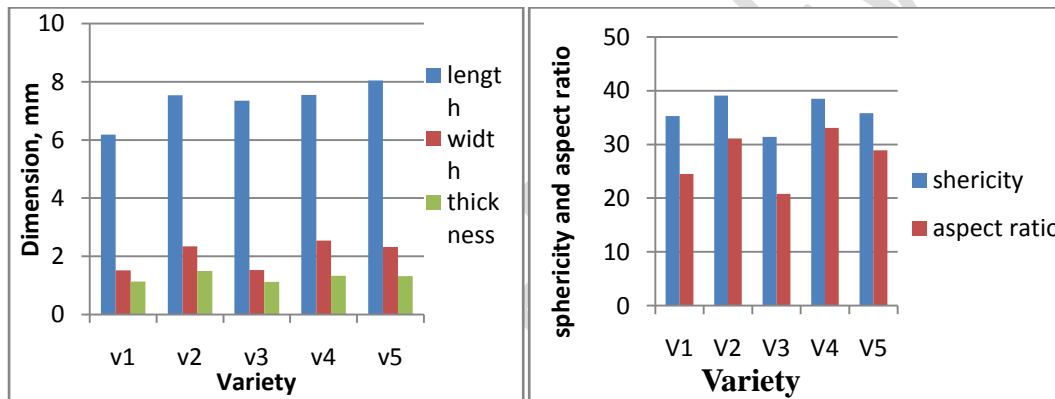 10
8
6
4
2
0
Dimension, mm
v1 v2 v3 v4 v5
Variety
lengt
h
widt
h
thick
ness
50
40
30
20
10
0
sphericity and aspect ratio
V1 V2 V3 V4 V5
Variety
shericity
aspect ratio